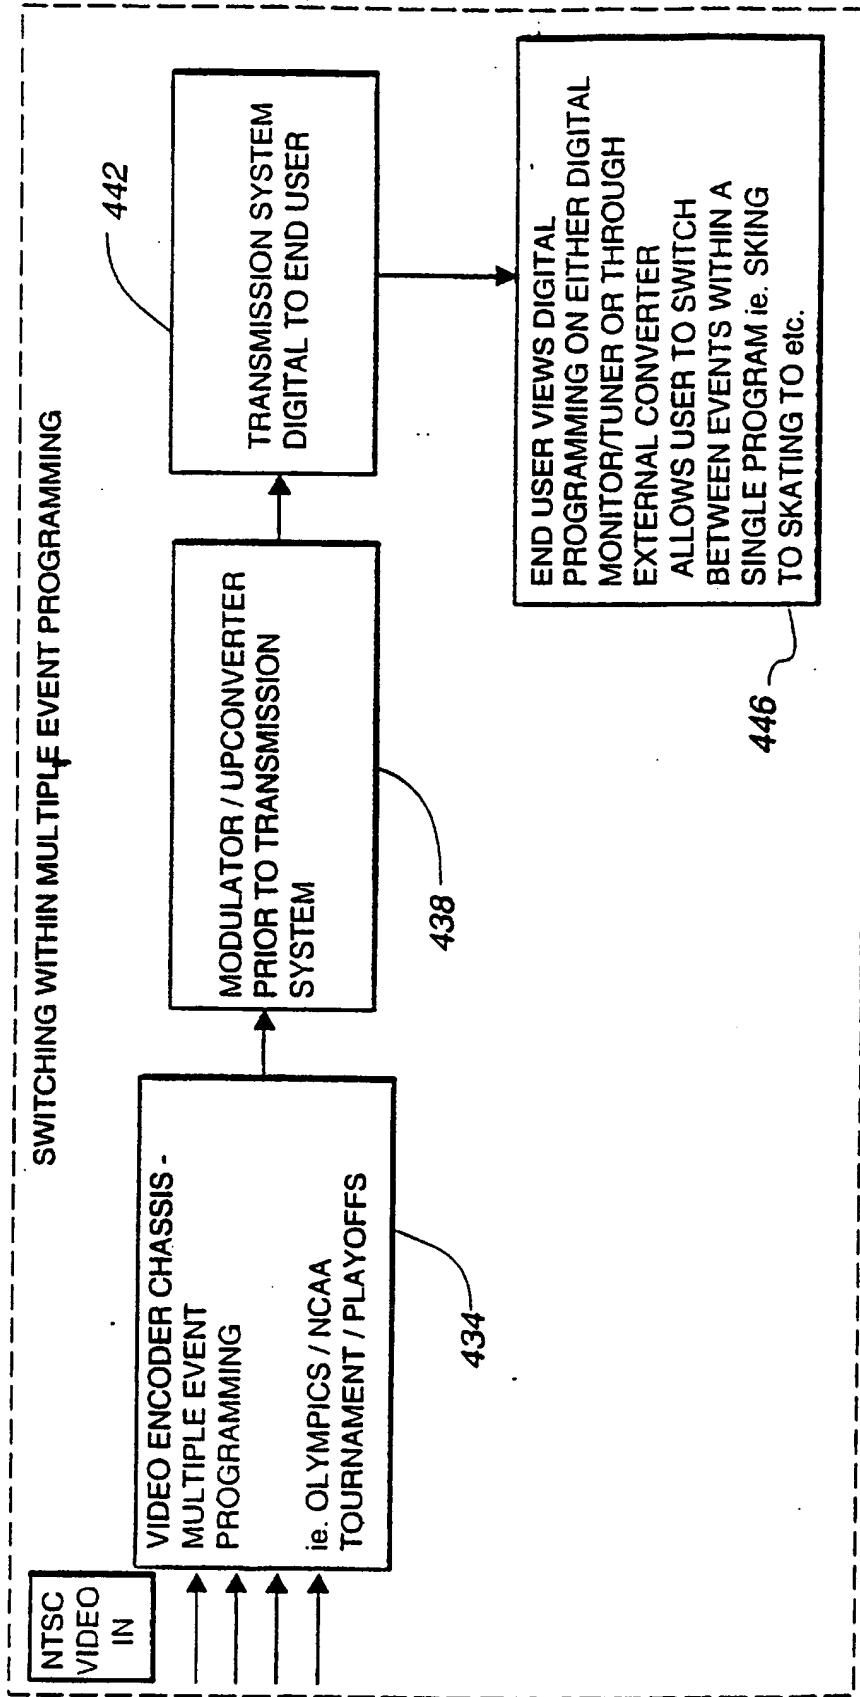 SWITCHING WITHIN MULTIPLE EVENT PROGRAMMING
NTSC
VIDEO
IN
VIDEO ENCODER CHASSIS -
MULTIPLE EVENT
PROGRAMMING
ie. OLYMPICS / NCAA
TOURNAMENT / PLAYOFFS
434
MODULATOR / UPCONVERTER
PRIOR TO TRANSMISSION
SYSTEM
438
TRANSMISSION SYSTEM
DIGITAL TO END USER
442
END USER VIEWS DIGITAL
PROGRAMMING ON EITHER DIGITAL
MONITOR/TUNER OR THROUGH
EXTERNAL CONVERTER
ALLOWS USER TO SWITCH
BETWEEN EVENTS WITHIN A
SINGLE PROGRAM ie. SKING
TO SKATING TO etc.
446